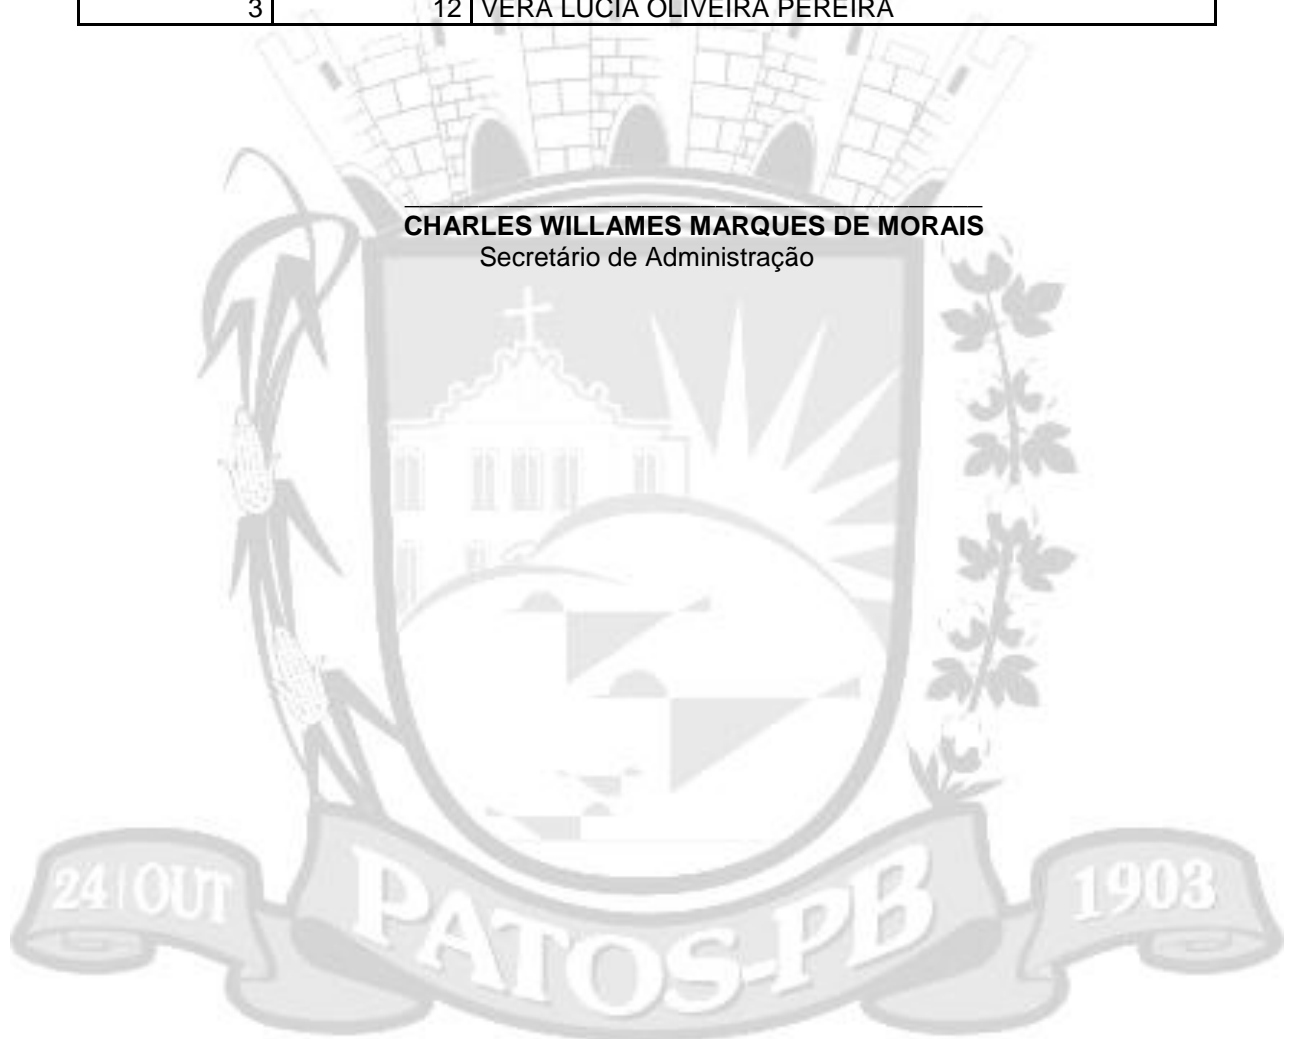 3 12 VERA LUCIA OLIVEIRA PEREIRA
CHARLES WILLAMES MARQUES DE MORAIS
Secretário de Administração
24 | OUT PATOS-PB 1903